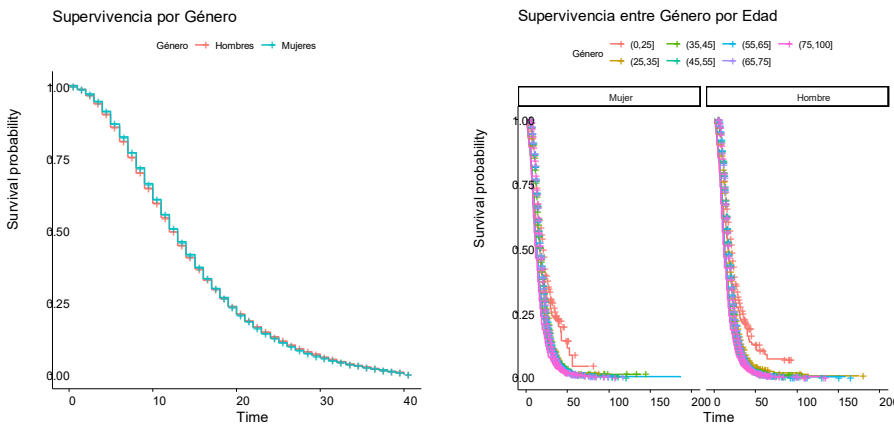 Supervivencia por Género
Género Hombres Mujeres
Survival probability
1.00
0.75
0.50
0.25
0.00
0 10 20 30 40
Time
Supervivencia entre Género por Edad
Género
(0,25] (35,45] (55,65] (75,100]
(25,35] (45,55] (65,75]
Mujer Hombre
Survival probability
1.00
0.75
0.50
0.25
0.00
0 50 100 150 200 0 50 100 150 200
Time